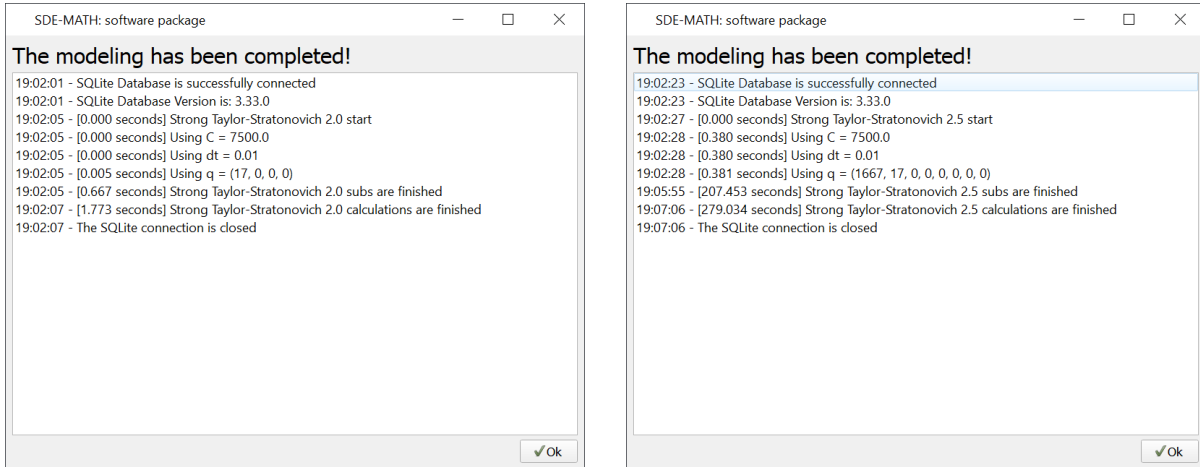 SDE-MATH: software package
The modeling has been completed!
19:02:01 - SQLite Database is successfully connected
19:02:01 - SQLite Database Version is: 3.33.0
19:02:05 - [0.000 seconds] Strong Taylor-Stratonovich 2.0 start
19:02:05 - [0.000 seconds] Using C = 7500.0
19:02:05 - [0.000 seconds] Using dt = 0.01
19:02:05 - [0.005 seconds] Using q = (17, 0, 0, 0)
19:02:05 - [0.667 seconds] Strong Taylor-Stratonovich 2.0 subs are finished
19:02:07 - [1.773 seconds] Strong Taylor-Stratonovich 2.0 calculations are finished
19:02:07 - The SQLite connection is closed
Ok
SDE-MATH: software package
The modeling has been completed!
19:02:23 - SQLite Database is successfully connected
19:02:23 - SQLite Database Version is: 3.33.0
19:02:27 - [0.000 seconds] Strong Taylor-Stratonovich 2.5 start
19:02:28 - [0.380 seconds] Using C = 7500.0
19:02:28 - [0.380 seconds] Using dt = 0.01
19:02:28 - [0.381 seconds] Using q = (1667, 17, 0, 0, 0, 0, 0, 0)
19:05:55 - [207.453 seconds] Strong Taylor-Stratonovich 2.5 subs are finished
19:07:06 - [279.034 seconds] Strong Taylor-Stratonovich 2.5 calculations are finished
19:07:06 - The SQLite connection is closed
Ok